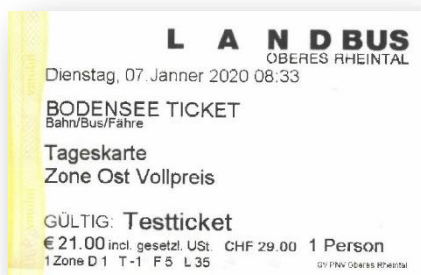 L A N D BUS
OBERES RHEINTAL
Dienstag, 07.Jänner 2020 08:33
BODENSEE TICKET
Bahn/Bus/Fähre
Tageskarte
Zone Ost Vollpreis
GÜLTIG: Testticket
€ 21.00 incl. gesetzl. USt. CHF 29.00 1 Person
1 Zone D 1 T -1 F 5 L 35
GV PNV Oberes Rheintal